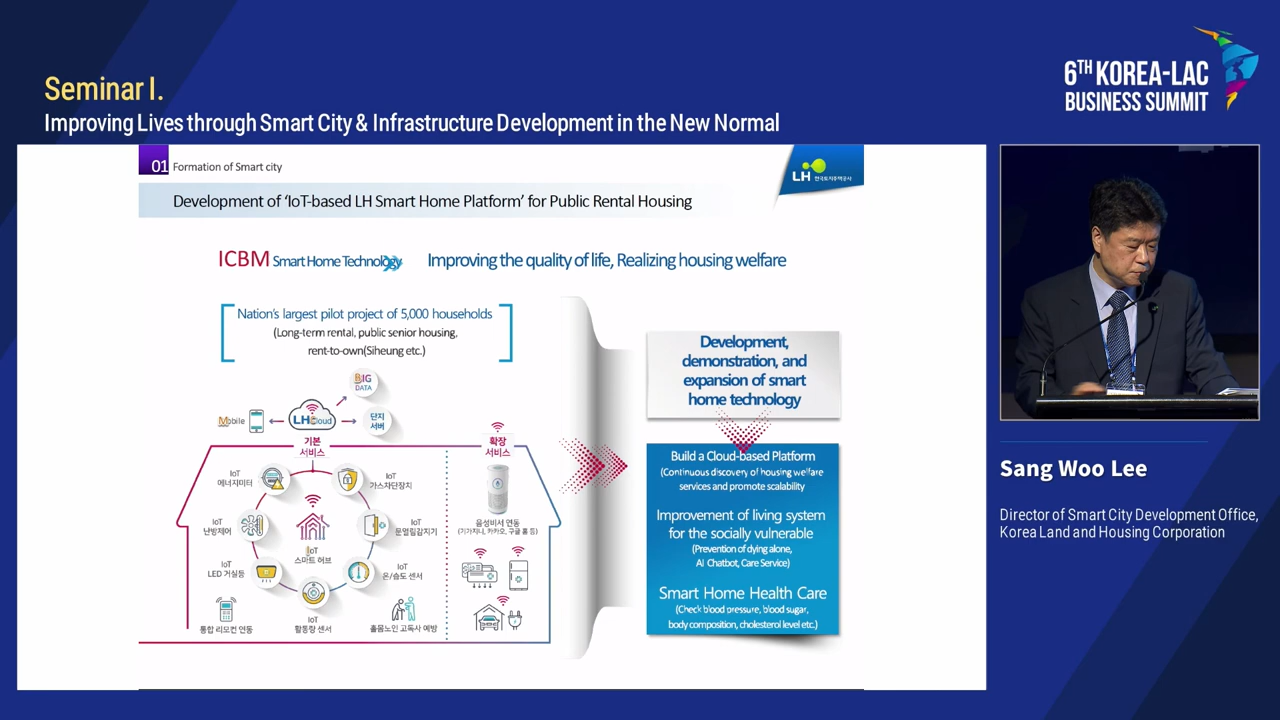 Seminar I.
Improving Lives through Smart City & Infrastructure Development in the New Normal
6TH KOREA-LAC
BUSINESS SUMMIT
01 Formation of Smart city
LH 한국토지주택공사
Development of ‘IoT-based LH Smart Home Platform’ for Public Rental Housing
ICBM Smart Home Technology
Improving the quality of life, Realizing housing welfare
Nation's largest pilot project of 5,000 households
(Long-term rental, public senior housing,
rent-to-own(Siheung etc.)
BIG
DATA
Mobile
LH Cloud
단지
서버
기본
서비스
확장
서비스
IoT
에너지미터
IoT
가스차단장치
IoT
난방제어
IoT
문열림감지기
IoT
스마트 허브
IoT
LED 거실등
IoT
온/습도 센서
IoT
활동량 센서
통합 리모컨 연동
홀몸노인 고독사 예방
음성비서 연동
(기가지니, 카카오, 구글 홈 등)
Development,
demonstration, and
expansion of smart
home technology
Build a Cloud-based Platform
(Continuous discovery of housing welfare
services and promote scalability
Improvement of living system
for the socially vulnerable
(Prevention of dying alone,
AI Chatbot, Care Service)
Smart Home Health Care
(Check blood pressure, blood sugar,
body composition, cholesterol level etc.)
Sang Woo Lee
Director of Smart City Development Office,
Korea Land and Housing Corporation